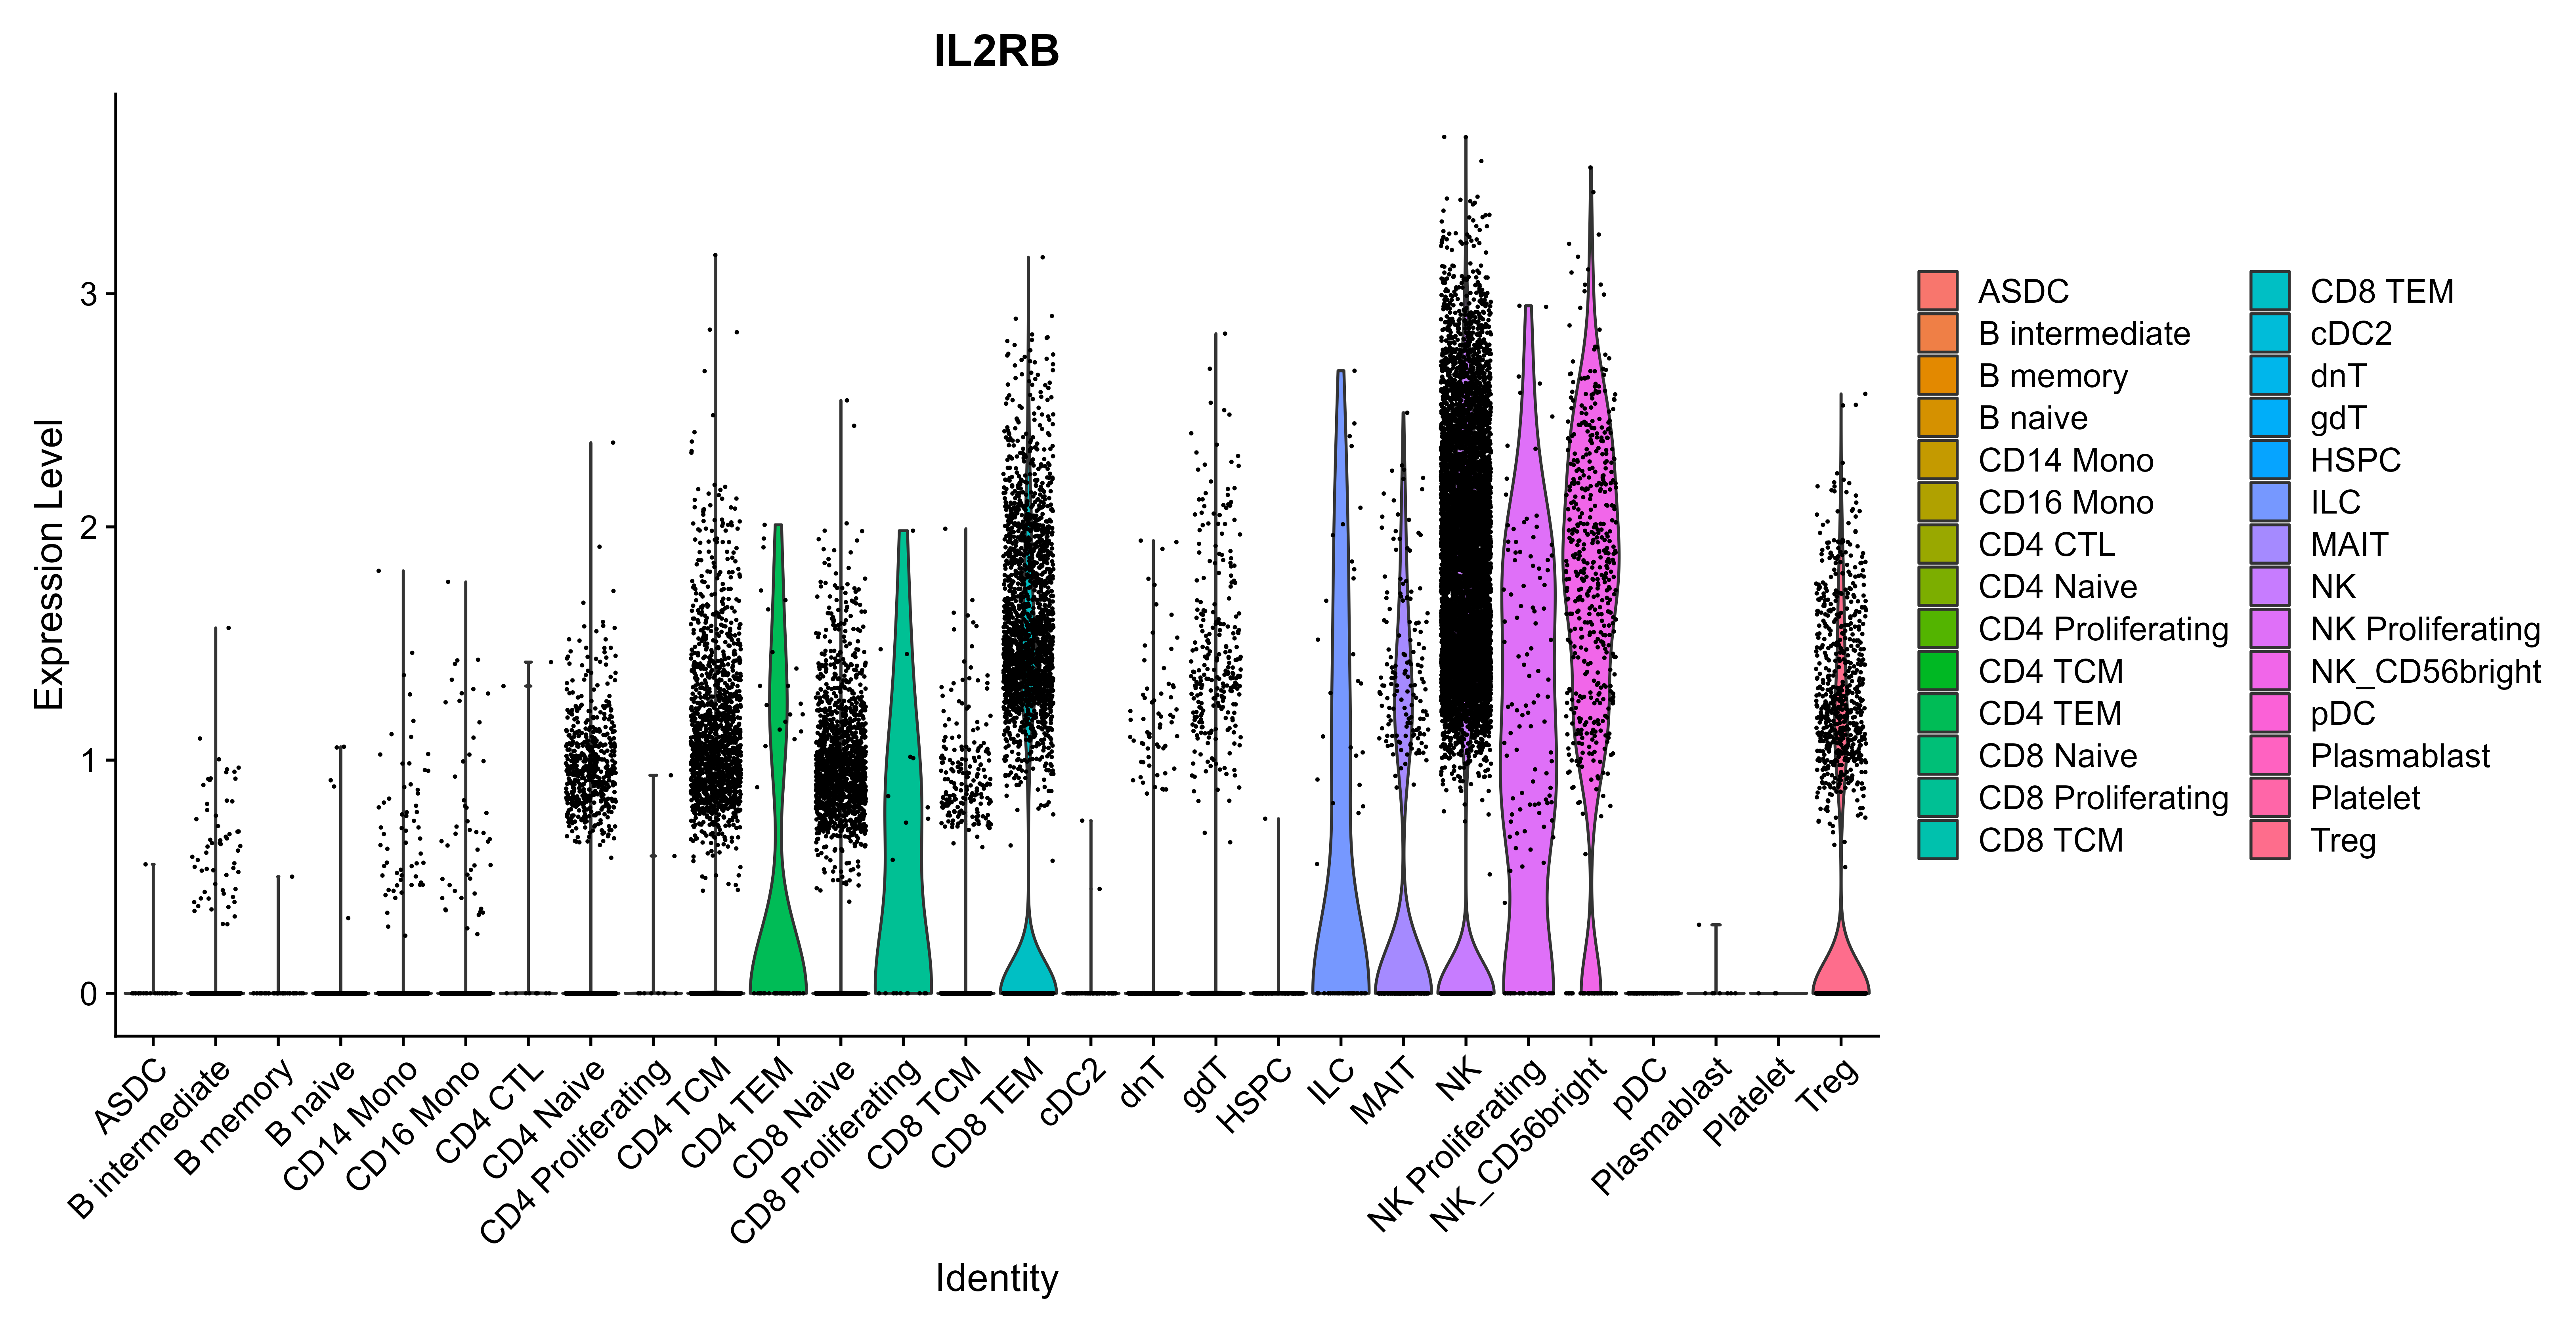 IL2RB
Expression Level
3
2
1
0
ASDC
B intermediate
B memory
B naive
CD14 Mono
CD16 Mono
CD4 CTL
CD4 Naive
CD4 Proliferating
CD4 TCM
CD4 TEM
CD8 Naive
CD8 Proliferating
CD8 TCM
CD8 TEM
cDC2
dnT
gdT
HSPC
ILC
MAIT
NK
NK Proliferating
NK_CD56bright
pDC
Plasmablast
Platelet
Treg
Identity
ASDC
B intermediate
B memory
B naive
CD14 Mono
CD16 Mono
CD4 CTL
CD4 Naive
CD4 Proliferating
CD4 TCM
CD4 TEM
CD8 Naive
CD8 Proliferating
CD8 TCM
CD8 TEM
cDC2
dnT
gdT
HSPC
ILC
MAIT
NK
NK Proliferating
NK_CD56bright
pDC
Plasmablast
Platelet
Treg